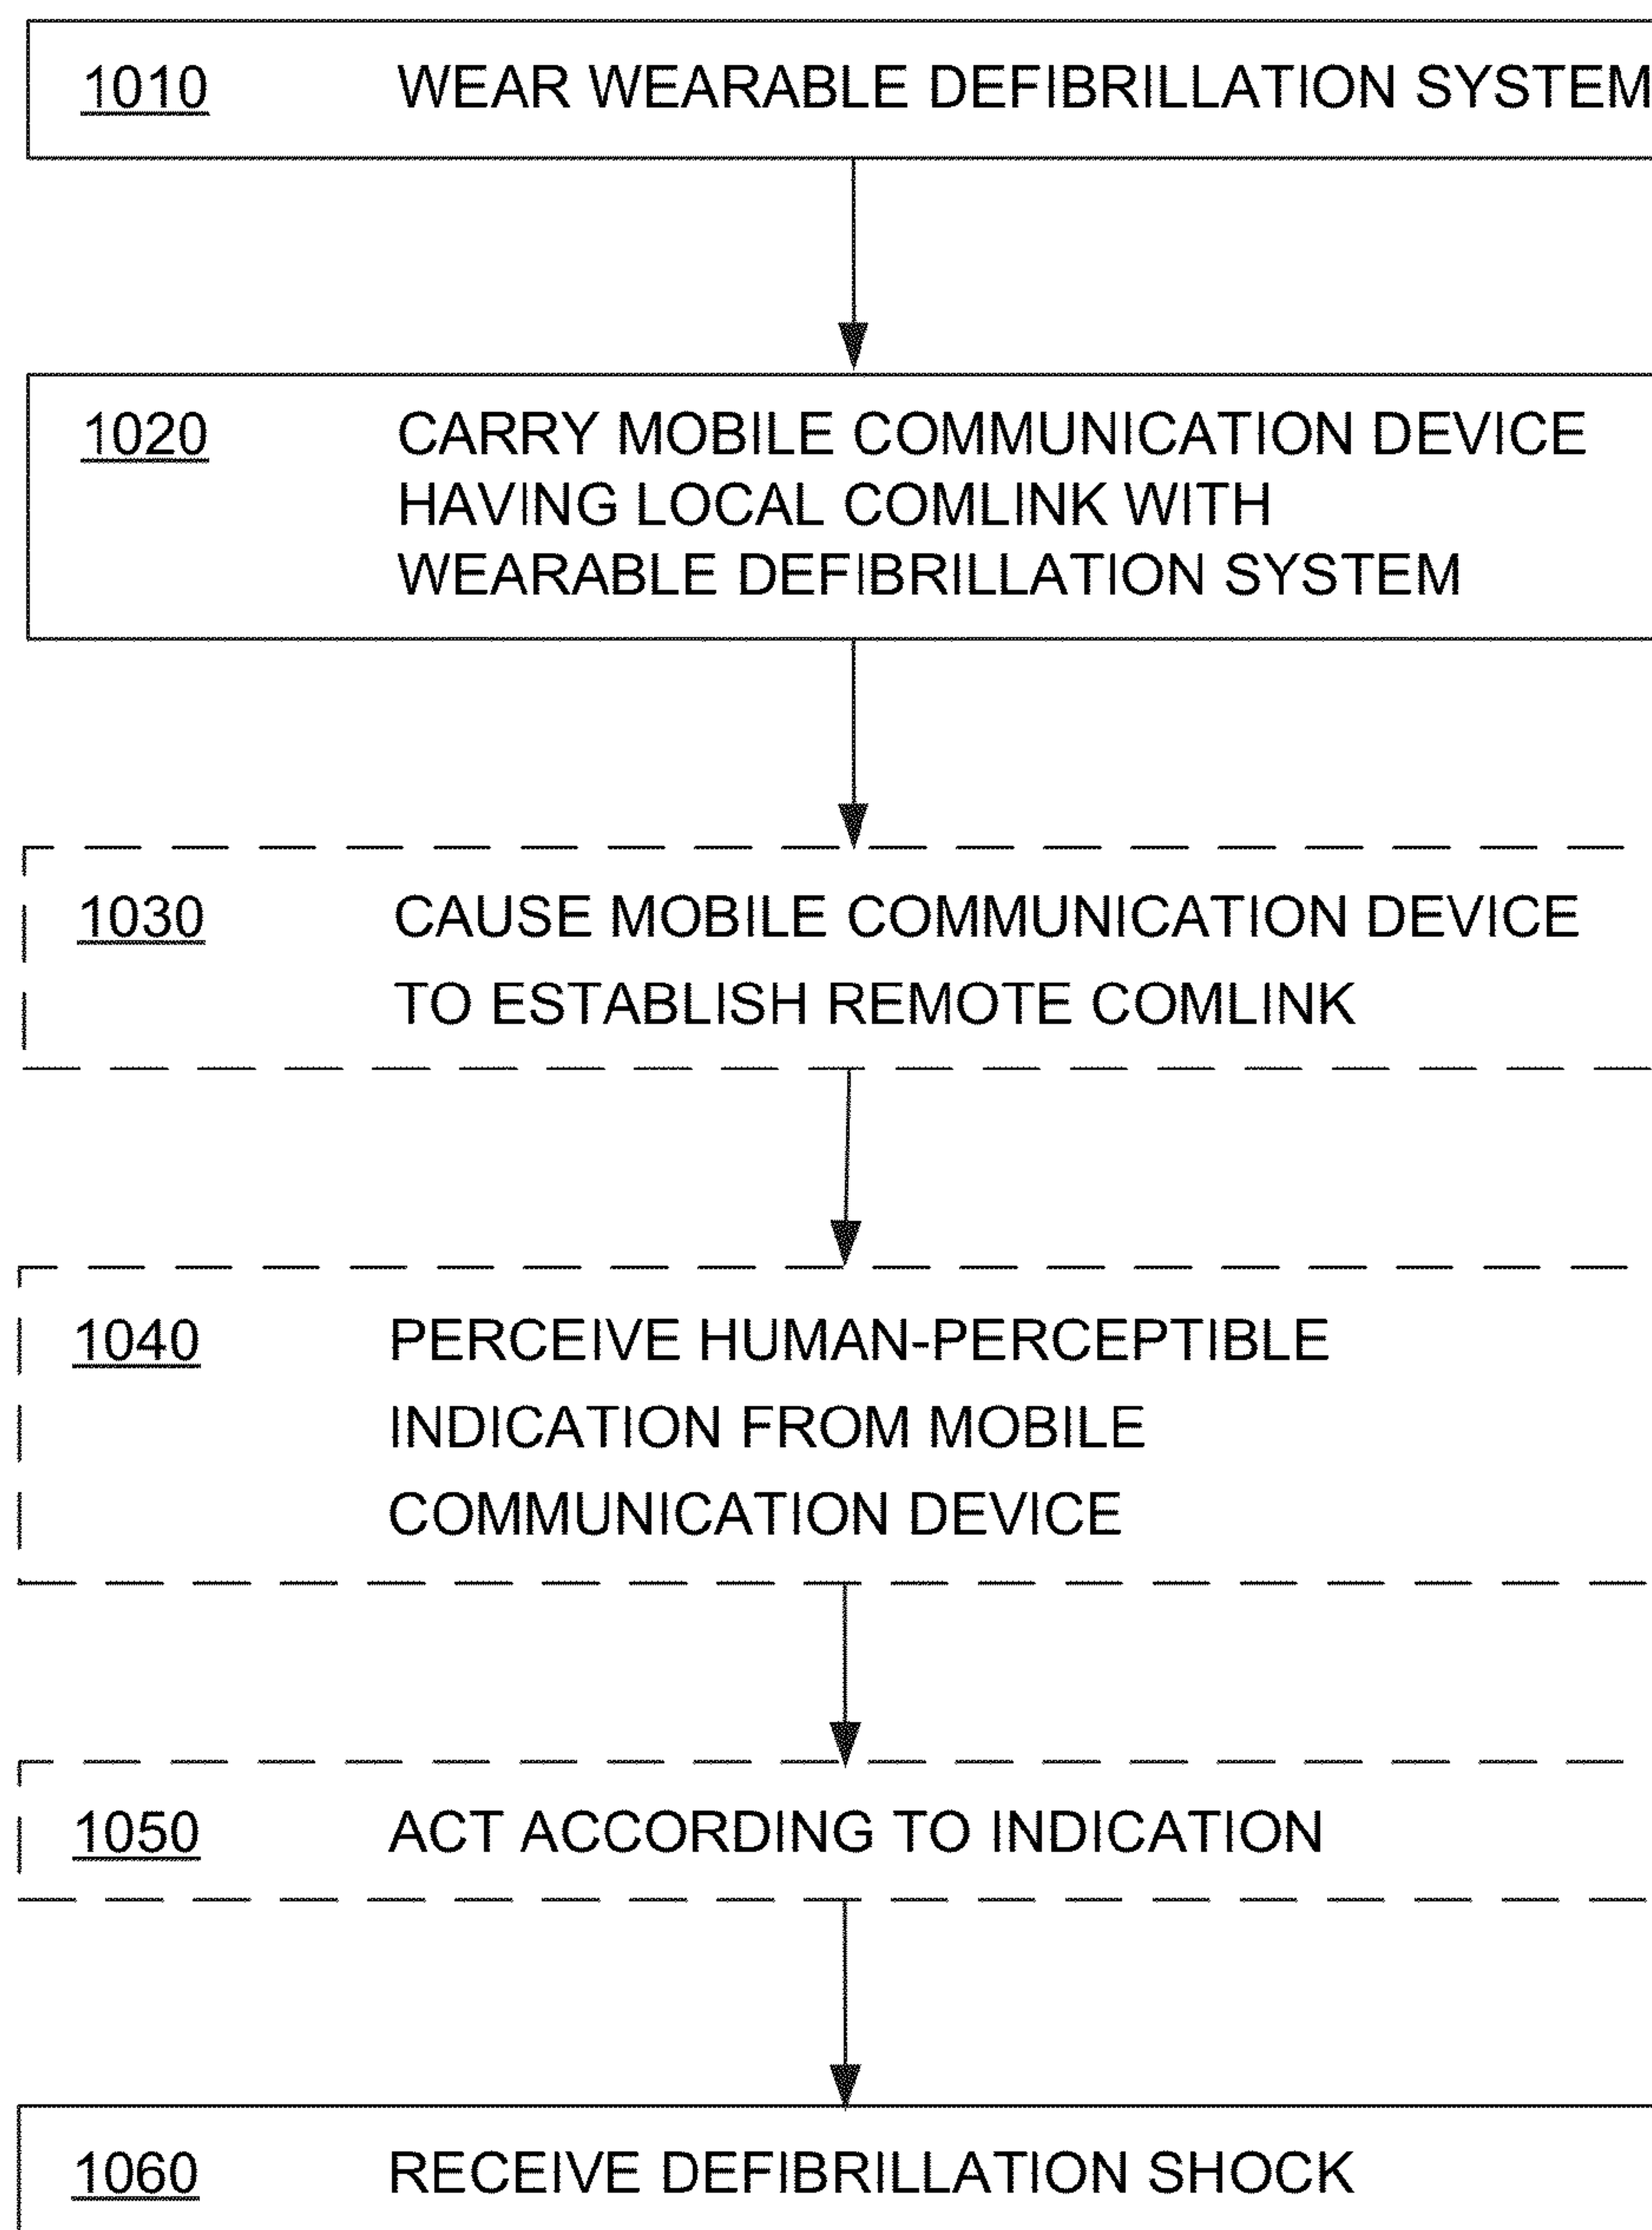 1010 WEAR WEARABLE DEFIBRILLATION SYSTEM
1020 CARRY MOBILE COMMUNICATION DEVICE
HAVING LOCAL COMLINK WITH
WEARABLE DEFIBRILLATION SYSTEM
1030 CAUSE MOBILE COMMUNICATION DEVICE
TO ESTABLISH REMOTE COMLINK
1040 PERCEIVE HUMAN-PERCEPTIBLE
INDICATION FROM MOBILE
COMMUNICATION DEVICE
1050 ACT ACCORDING TO INDICATION
1060 RECEIVE DEFIBRILLATION SHOCK